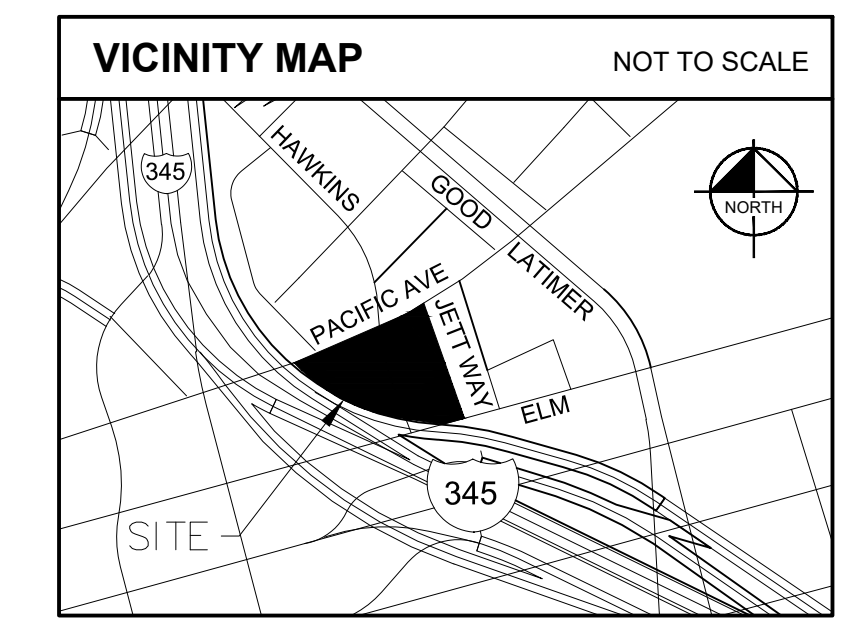 VICINITY MAP
NOT TO SCALE
345
HAWKINS
GOOD
LATIMER
NORTH
PACIFIC AVE
JETT WAY
ELM
345
SITE